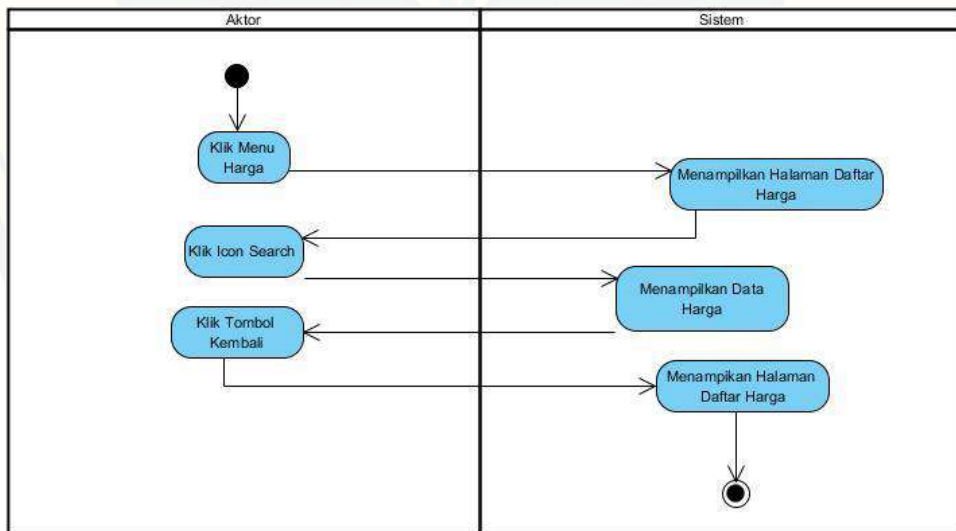 Aktor
Sistem
Klik Menu
Harga
Menampilkan Halaman Daftar
Harga
Klik Icon Search
Menampilkan Data
Harga
Klik Tombol
Kembali
Menampikan Halaman
Daftar Harga